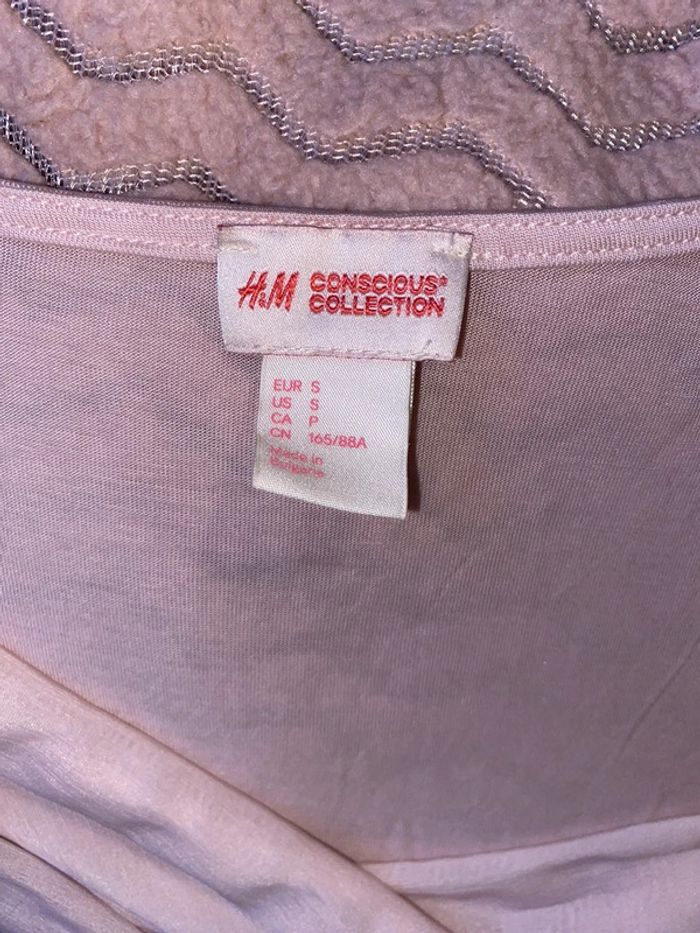 H&M CONSCIOUS*
COLLECTION
EUR S
US S
CA P
CN 165/88A
Made in
Bulgaria